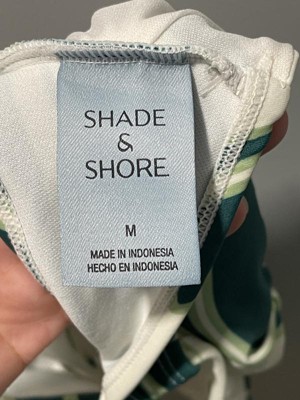 SHADE
&
SHORE
M
MADE IN INDONESIA
HECHO EN INDONESIA